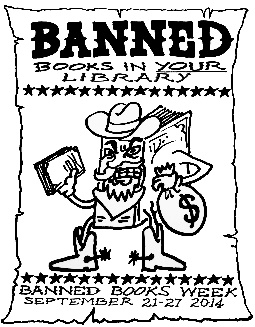 BANNED
BOOKS IN YOUR
LIBRARY
$
BANNED BOOKS WEEK
SEPTEMBER 21-27 2014